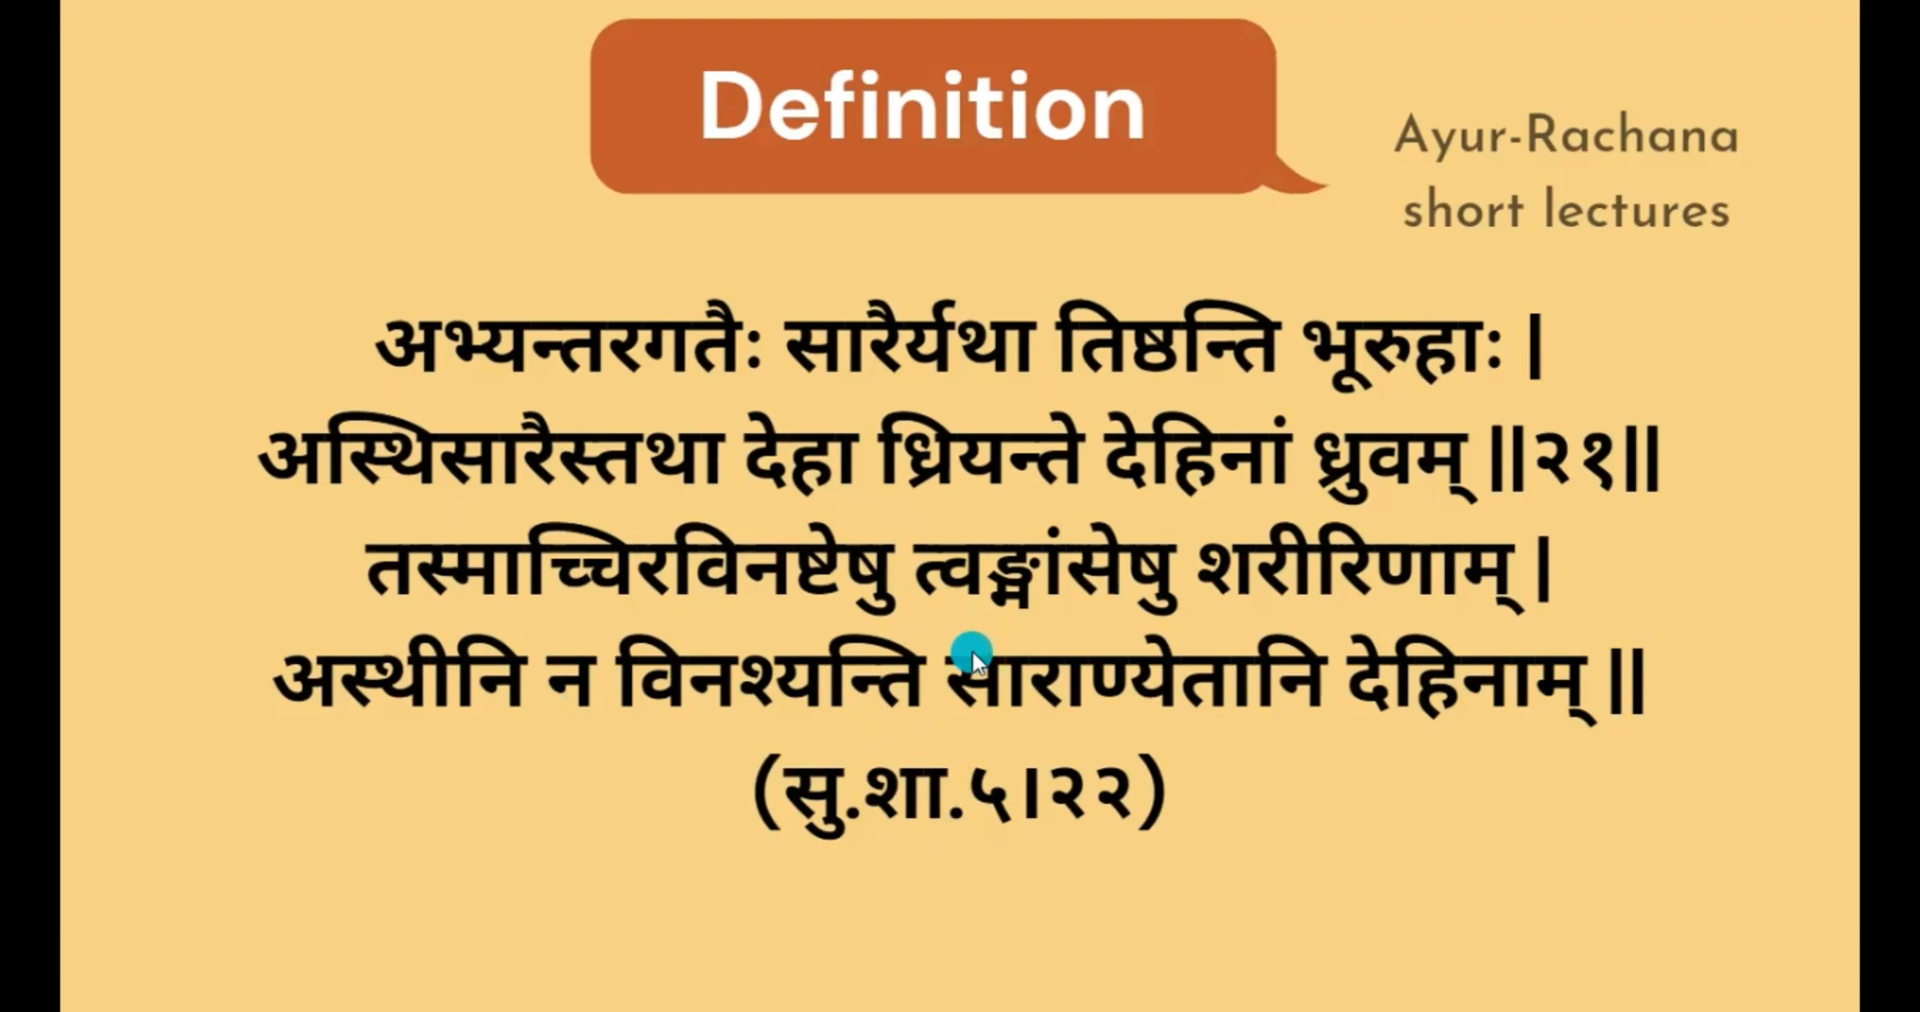 Definition
Ayur-Rachana
short lectures
अभ्यन्तरगतैः सारैर्यथा तिष्ठन्ति भूरुहाः |
अस्थिसारैस्तथा देहा ध्रियन्ते देहिनां ध्रुवम् ||२१||
तस्माच्चिरविनष्टेषु त्वङ्मांसेषु शरीरिणाम् |
अस्थीनि न विनश्यन्ति साराण्येतानि देहिनाम् ||
(सु.शा.५।२२)